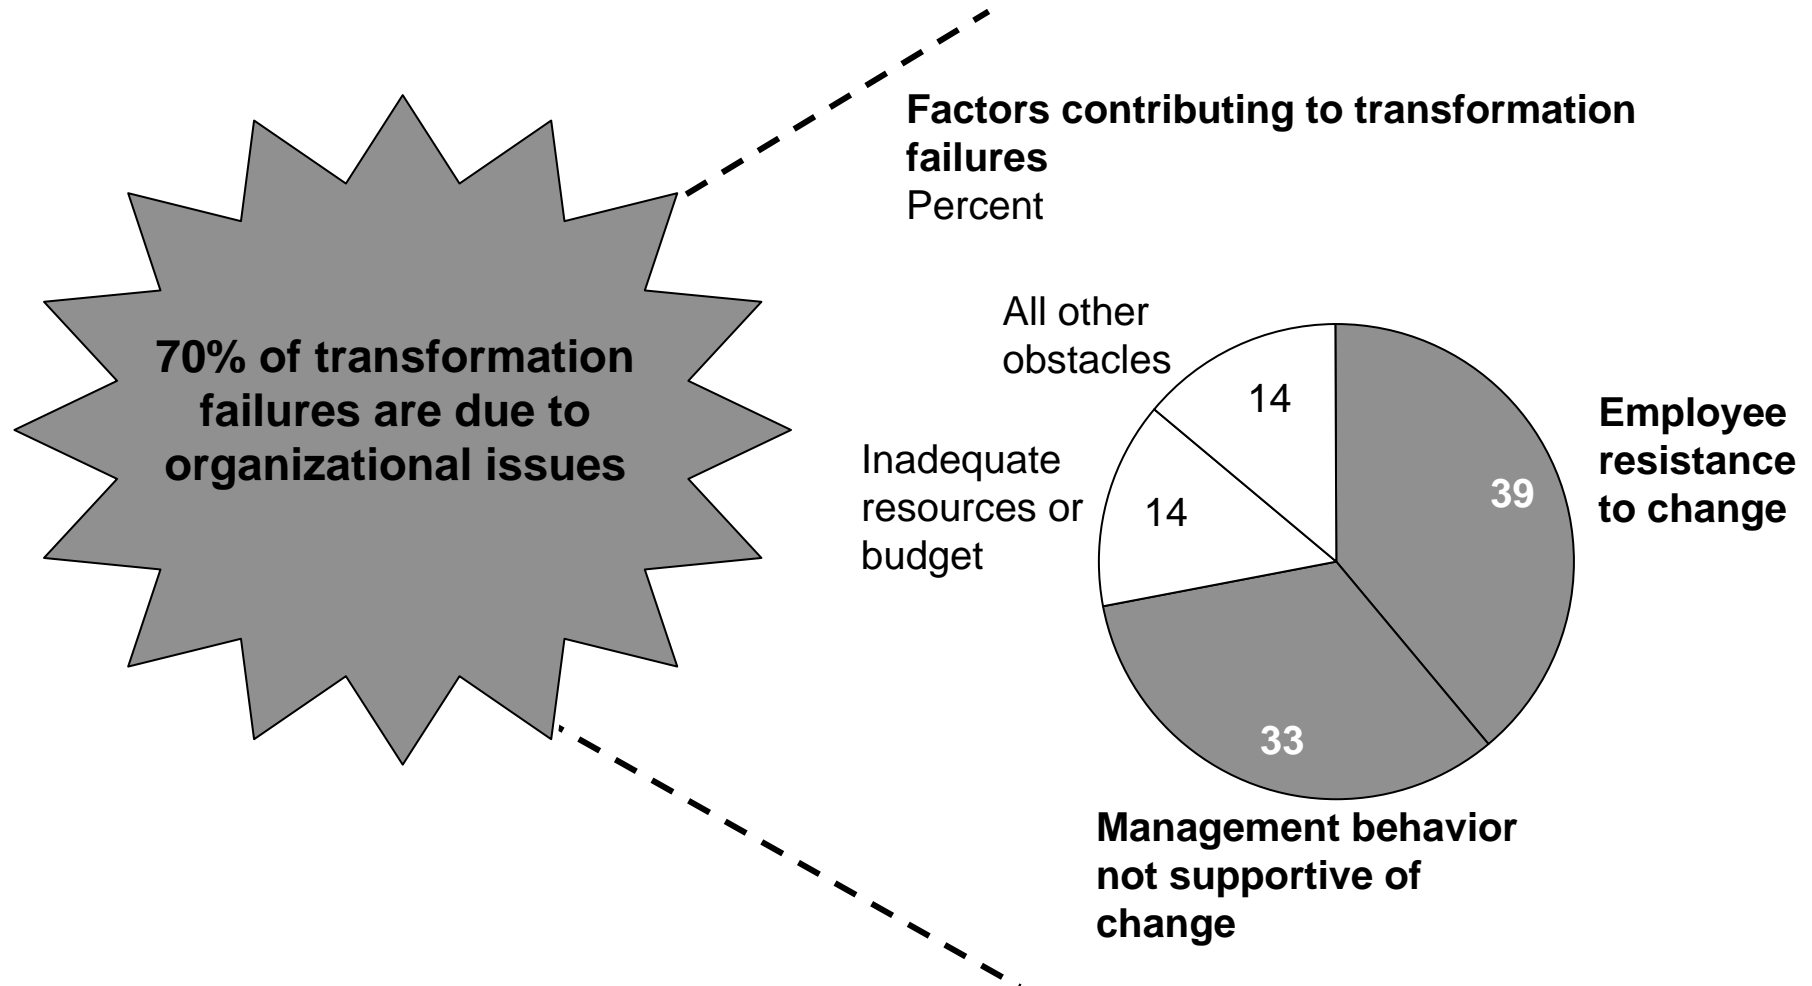 70% of transformation
failures are due to
organizational issues
Factors contributing to transformation
failures
Percent
All other
obstacles
14
Inadequate
resources or
budget
14
39
Employee
resistance
to change
33
Management behavior
not supportive of
change